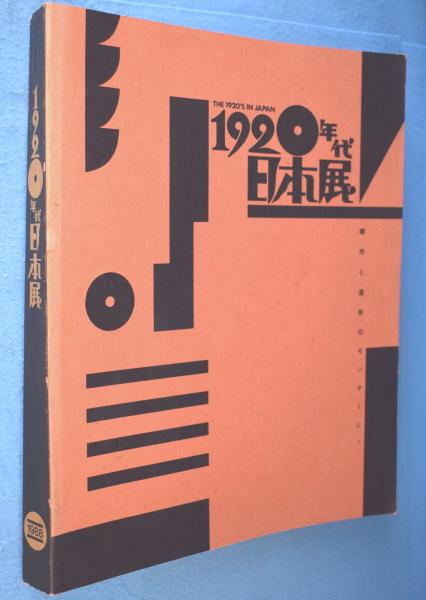 THE 1920'S IN JAPAN
1920年代
日本展
都市と造形のモンタージュ
1920年代日本展
1988